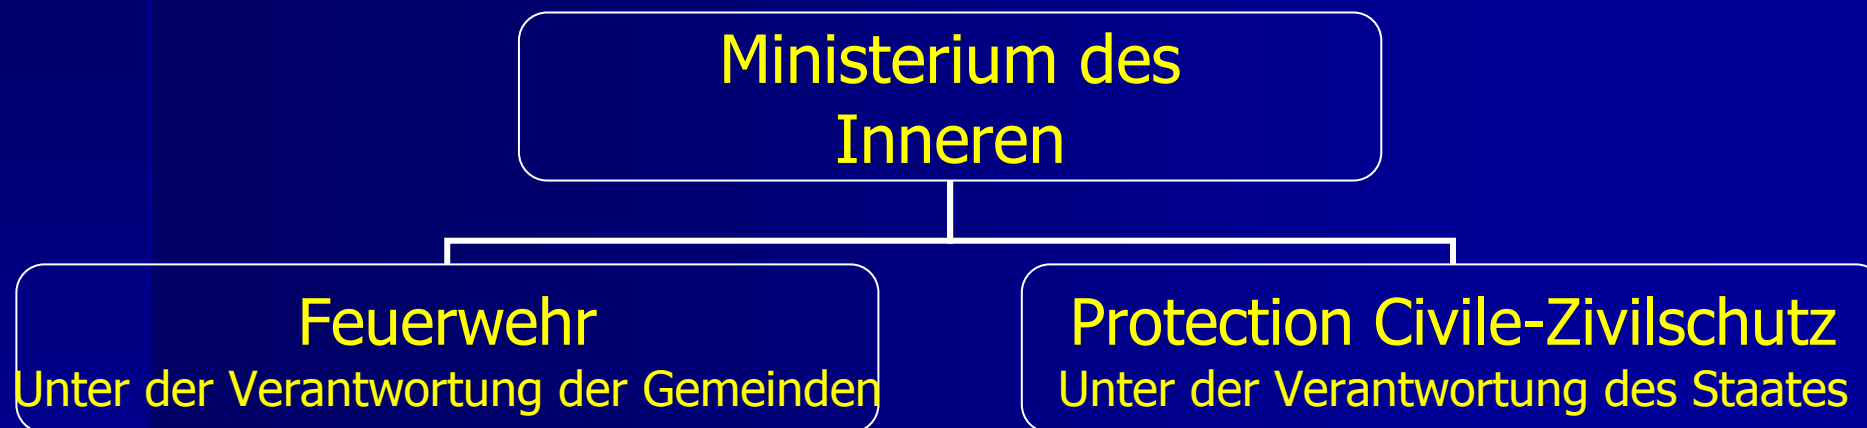 Ministerium des
Inneren
Feuerwehr
Unter der Verantwortung der Gemeinden
Protection Civile-Zivilschutz
Unter der Verantwortung des Staates